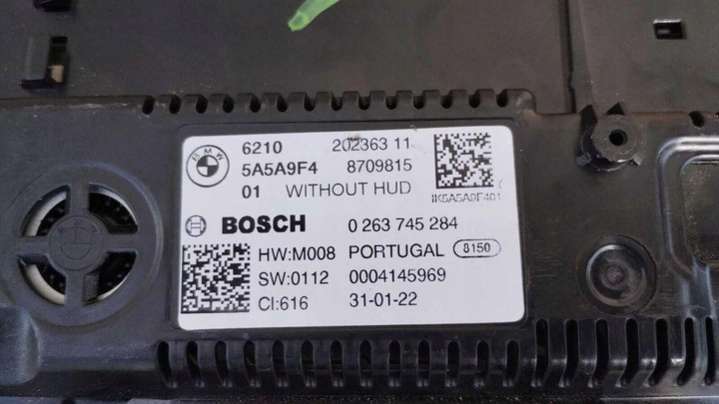 BMW
6210 202363 11
5A5A9F4 8709815
01 WITHOUT HUD
BOSCH 0 263 745 284
HW:M008 PORTUGAL 8150
SW:0112 0004145969
CI:616 31-01-22